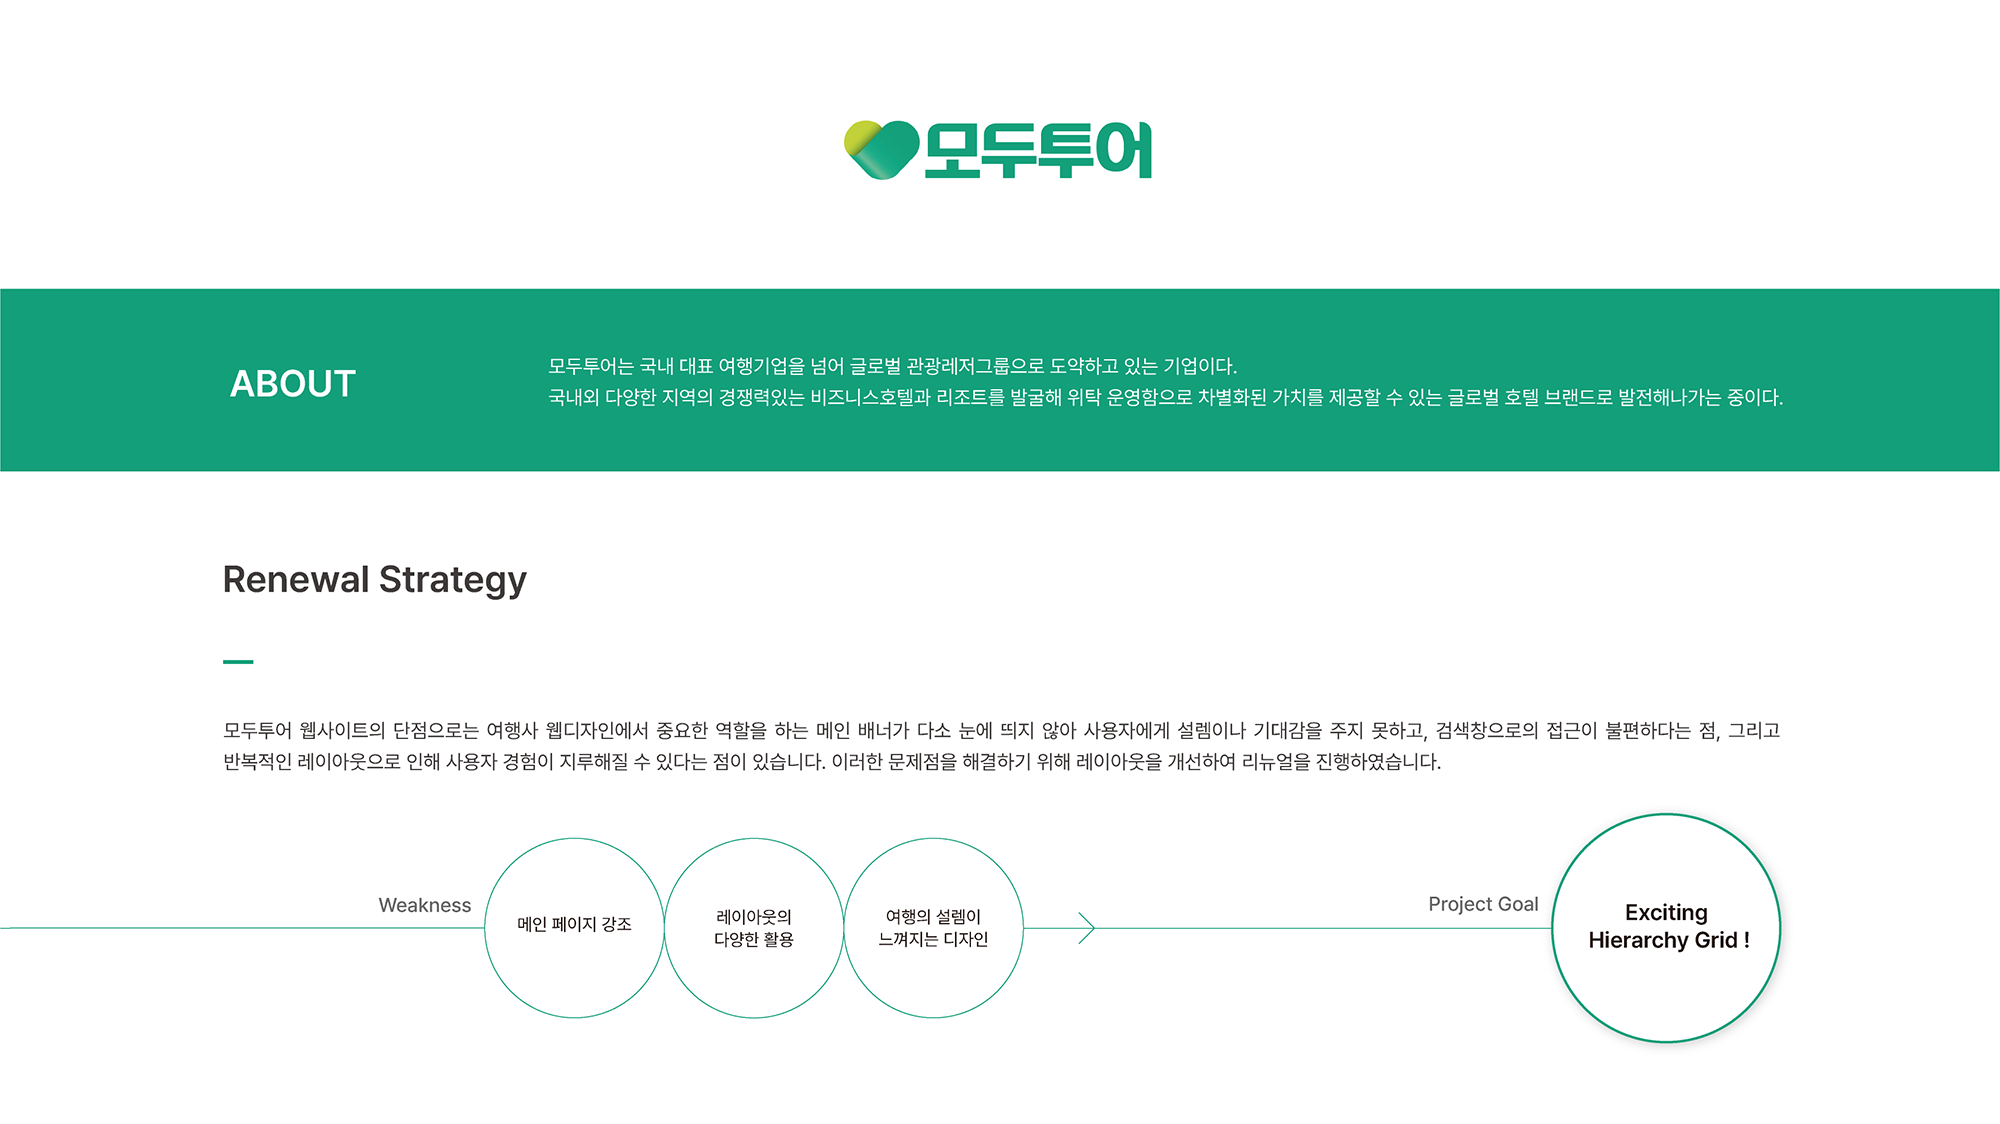 모두투어
ABOUT
모두투어는 국내 대표 여행기업을 넘어 글로벌 관광레저그룹으로 도약하고 있는 기업이다.
국내외 다양한 지역의 경쟁력있는 비즈니스호텔과 리조트를 발굴해 위탁 운영함으로 차별화된 가치를 제공할 수 있는 글로벌 호텔 브랜드로 발전해나가는 중이다.
Renewal Strategy
모두투어 웹사이트의 단점으로는 여행사 웹디자인에서 중요한 역할을 하는 메인 배너가 다소 눈에 띄지 않아 사용자에게 설렘이나 기대감을 주지 못하고, 검색창으로의 접근이 불편하다는 점, 그리고
반복적인 레이아웃으로 인해 사용자 경험이 지루해질 수 있다는 점이 있습니다. 이러한 문제점을 해결하기 위해 레이아웃을 개선하여 리뉴얼을 진행하였습니다.
Weakness
메인 페이지 강조
레이아웃의
다양한 활용
여행의 설렘이
느껴지는 디자인
Project Goal
Exciting
Hierarchy Grid !